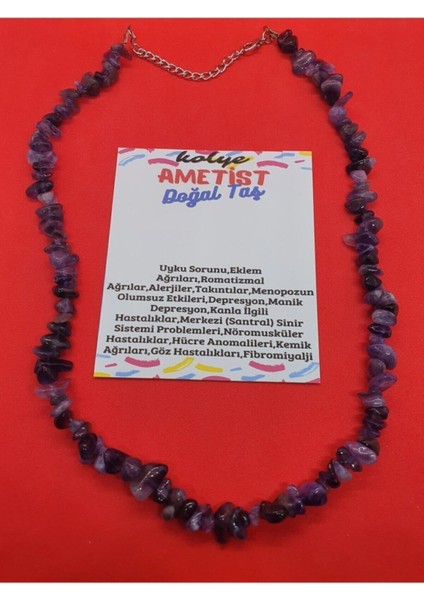 kolye
AMETİST
Doğal Taş
Uyku Sorunu,Eklem
Ağrıları,Romatizmal
Ağrılar,Alerjiler,Takıntılar,Menopozun
Olumsuz Etkileri,Depresyon,Manik
Depresyon,Kanla İlgili
Hastalıklar,Merkezi (Santral) Sinir
Sistemi Problemleri,Nöromusküler
Hastalıklar,Hücre Anomalileri,Kemik
Ağrıları,Göz Hastalıkları,Fibromiyalji